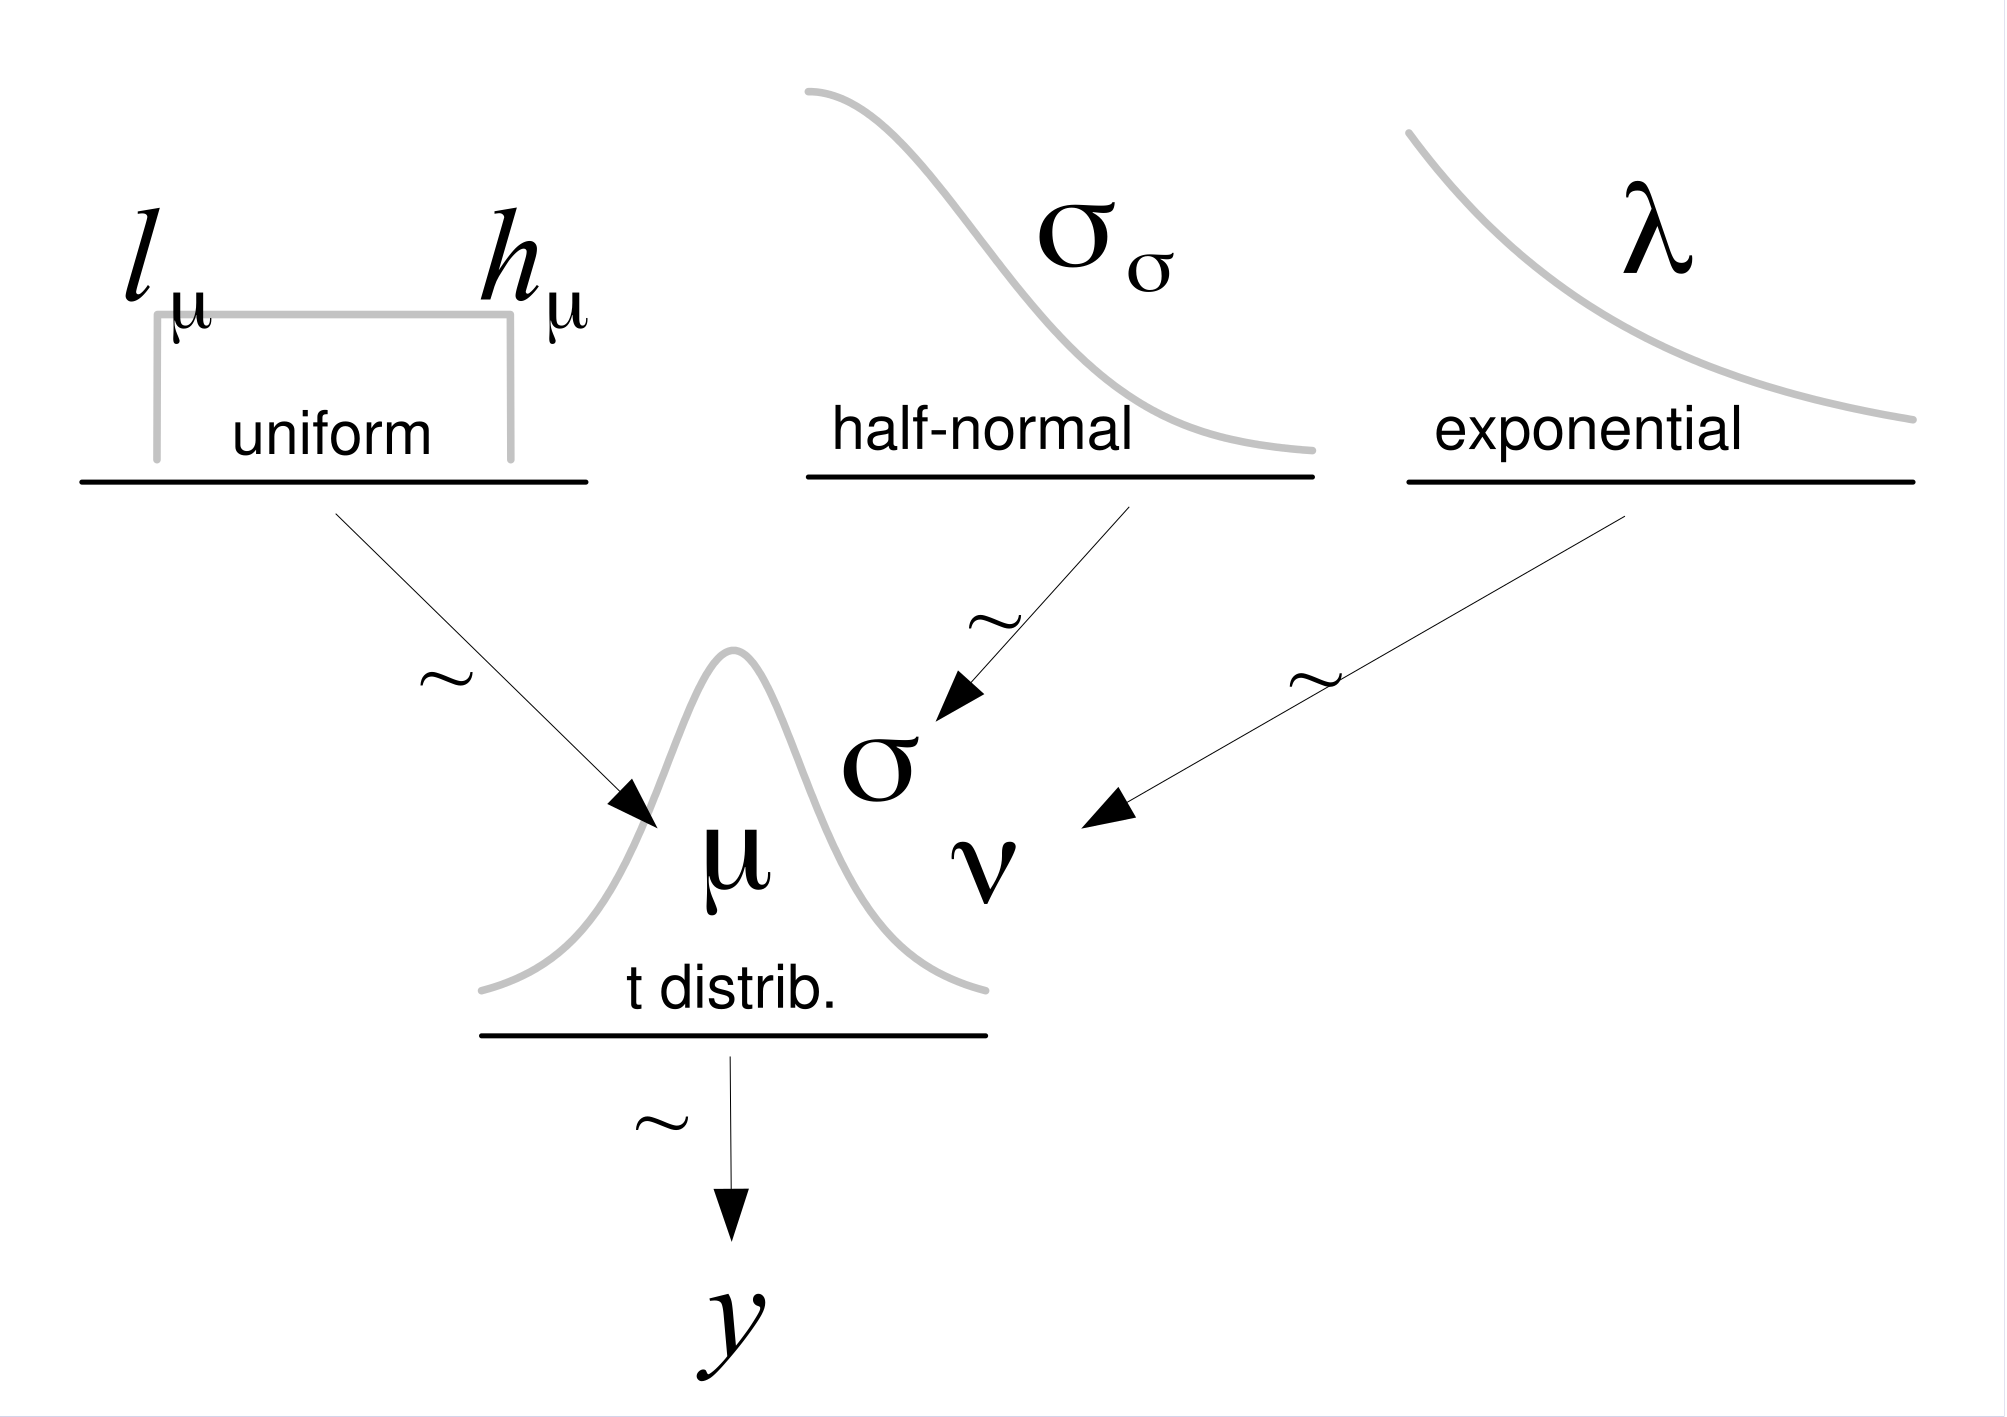 l μ
h μ
uniform
σ σ
half-normal
λ
exponential
~
~
~
μ
σ
ν
t distrib.
~
y